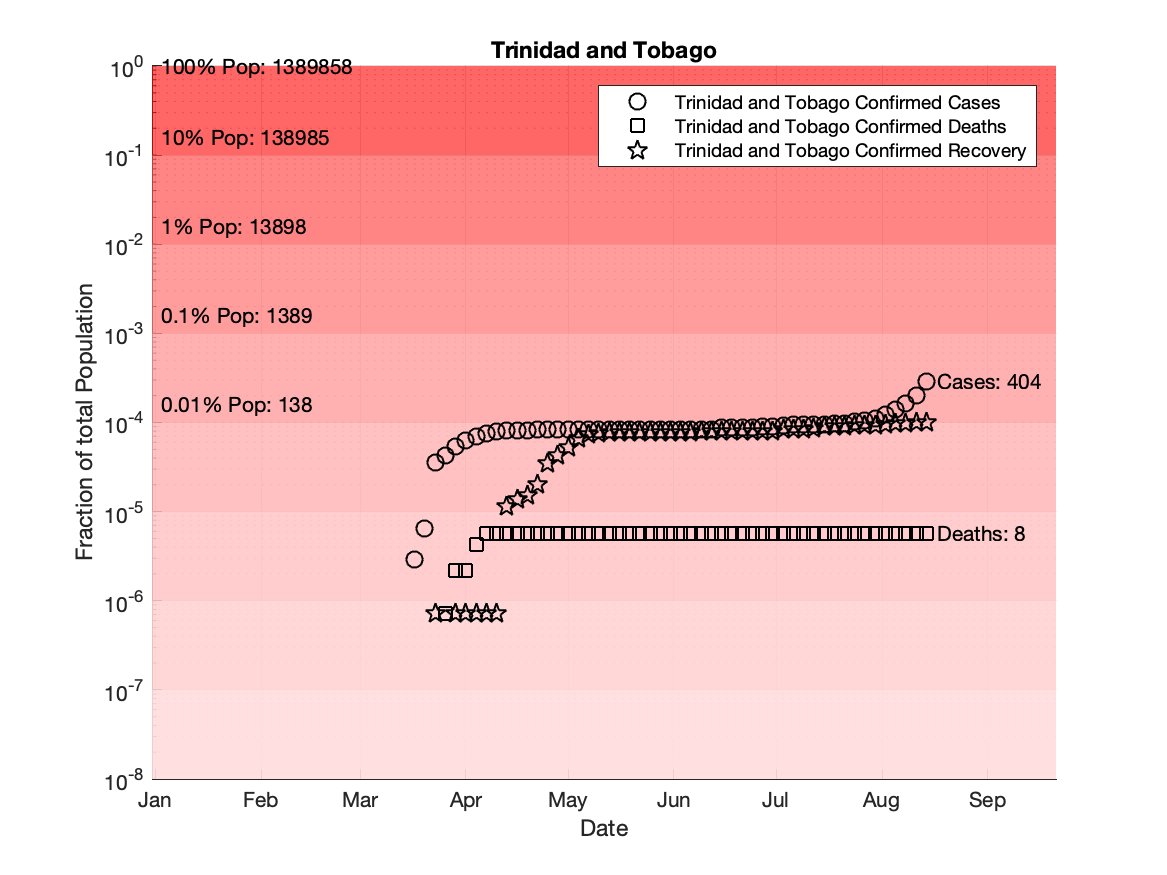 Trinidad and Tobago
10^0
100% Pop: 1389858
Trinidad and Tobago Confirmed Cases
Trinidad and Tobago Confirmed Deaths
Trinidad and Tobago Confirmed Recovery
10% Pop: 138985
10^-1
1% Pop: 13898
10^-2
0.1% Pop: 1389
10^-3
Cases: 404
0.01% Pop: 138
10^-4
10^-5
Deaths: 8
10^-6
10^-7
10^-8
Fraction of total Population
Jan Feb Mar Apr May Jun Jul Aug Sep
Date